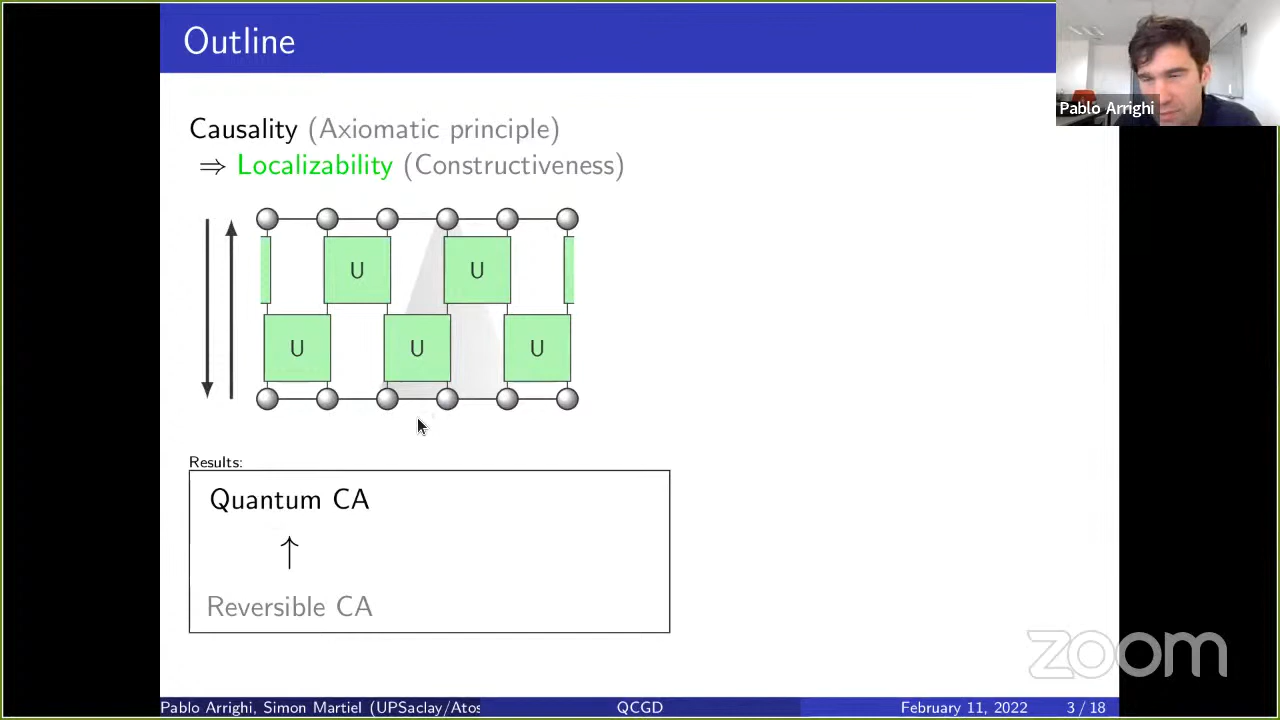 Outline
Pablo Arrighi
Causality (Axiomatic principle)
⇒ Localizability (Constructiveness)
U U
U U U
Results:
Quantum CA
↑
Reversible CA
zoom
Pablo Arrighi, Simon Martiel (UPSaclay/Atos QCGD February 11, 2022 3 / 18